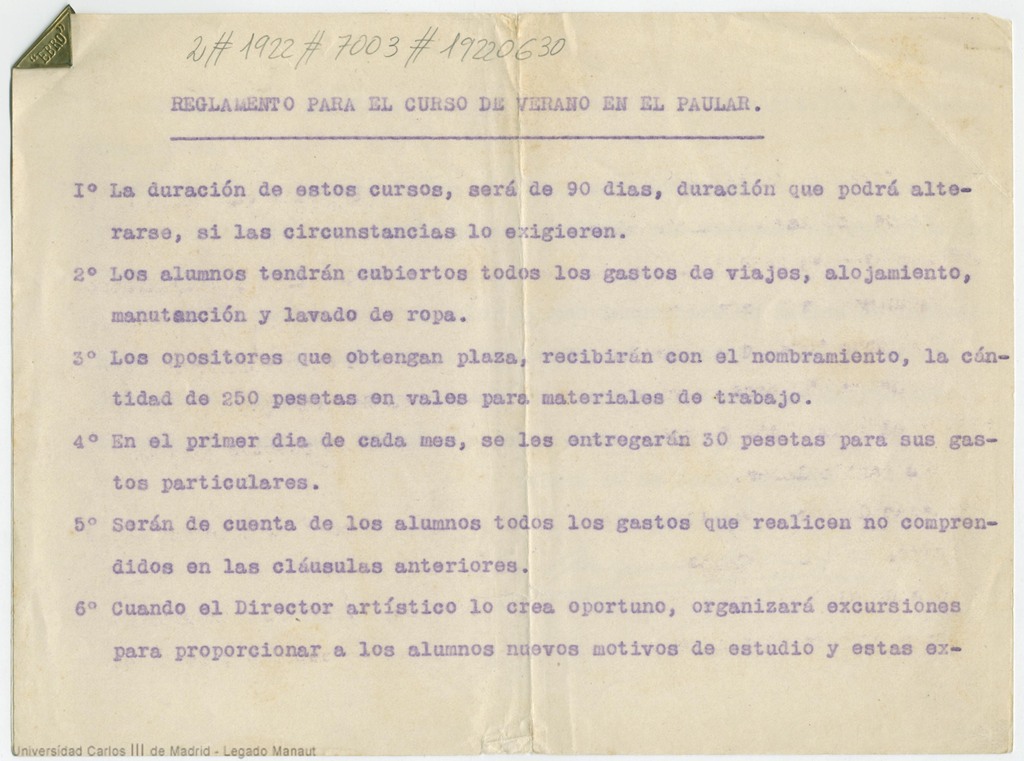 "EBRO"
2#1922#7003#19220630
REGLAMENTO PARA EL CURSO DE VERANO EN EL PAULAR.
1º La duración de estos cursos, será de 90 dias, duración que podrá alte-
rarse, si las circunstancias lo exigieren.
2º Los alumnos tendrán cubiertos todos los gastos de viajes, alojamiento,
manutanción y lavado de ropa.
3º Los opositores que obtengan plaza, recibirán con el nombramiento, la cán-
tidad de 250 pesetas en vales para materiales de trabajo.
4º En el primer dia de cada mes, se les entregarán 30 pesetas para sus gas-
tos particulares.
5º Serán de cuenta de los alumnos todos los gastos que realicen no compren-
didos en las cláusulas anteriores.
6º Cuando el Director artístico lo crea oportuno, organizará excursiones
para proporcionar a los alumnos nuevos motivos de estudio y estas ex-
Universidad Carlos III de Madrid - Legado Manaut